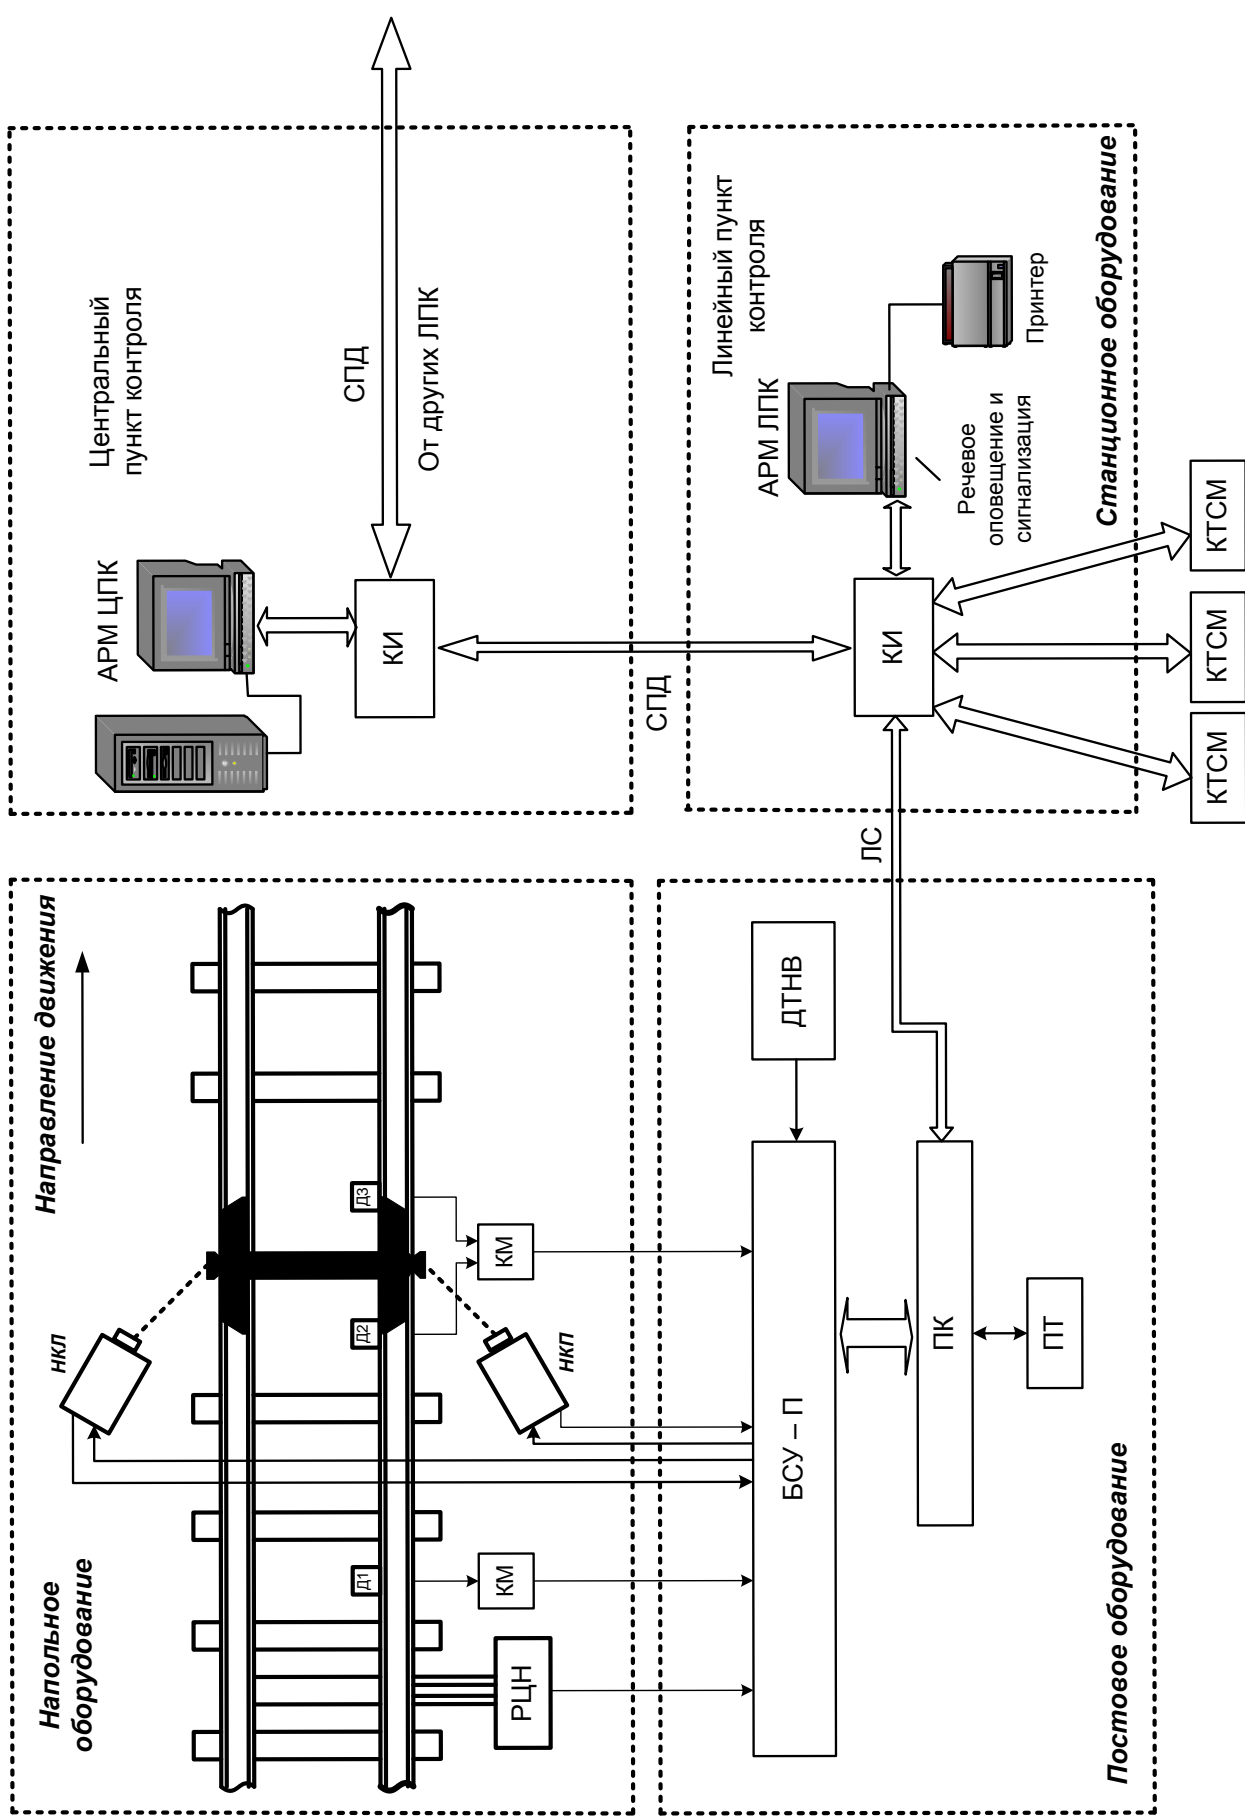 Напольное
оборудование
Направление движения
НКП
НКП
Д1
Д2
Д3
КМ
КМ
РЦН
Центральный
пункт контроля
АРМ ЦПК
КИ
СПД
От других ЛПК
СПД
БСУ – П
ДТНВ
ПК
ПТ
Постовое оборудование
ЛС
Линейный пункт
контроля
АРМ ЛПК
КИ
Речевое
оповещение и
сигнализация
Принтер
Станционное оборудование
КТСМ
КТСМ
КТСМ